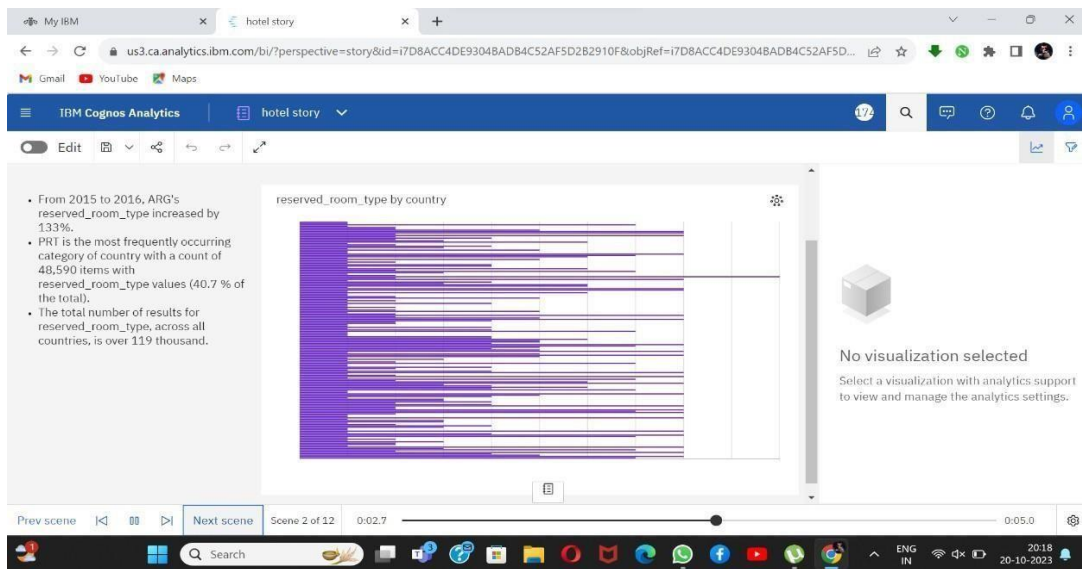 My IBM
hotel story
us3.ca.analytics.ibm.com/bi/?perspective=story&id=i7D8ACC4DE9304BADB4C52AF5D2B2910F&objRef=i7D8ACC4DE9304BADB4C52AF5D...
Gmail YouTube Maps
IBM Cognos Analytics
hotel story
174
Edit
• From 2015 to 2016, ARG's
reserved_room_type increased by
133%.
• PRT is the most frequently occurring
category of country with a count of
48,590 items with
reserved_room_type values (40.7 % of
the total).
• The total number of results for
reserved_room_type, across all
countries, is over 119 thousand.
reserved_room_type by country
No visualization selected
Select a visualization with analytics support
to view and manage the analytics settings.
Prev scene
Next scene
Scene 2 of 12
0:02.7
0:05.0
Search
ENG
IN
20:18
20-10-2023